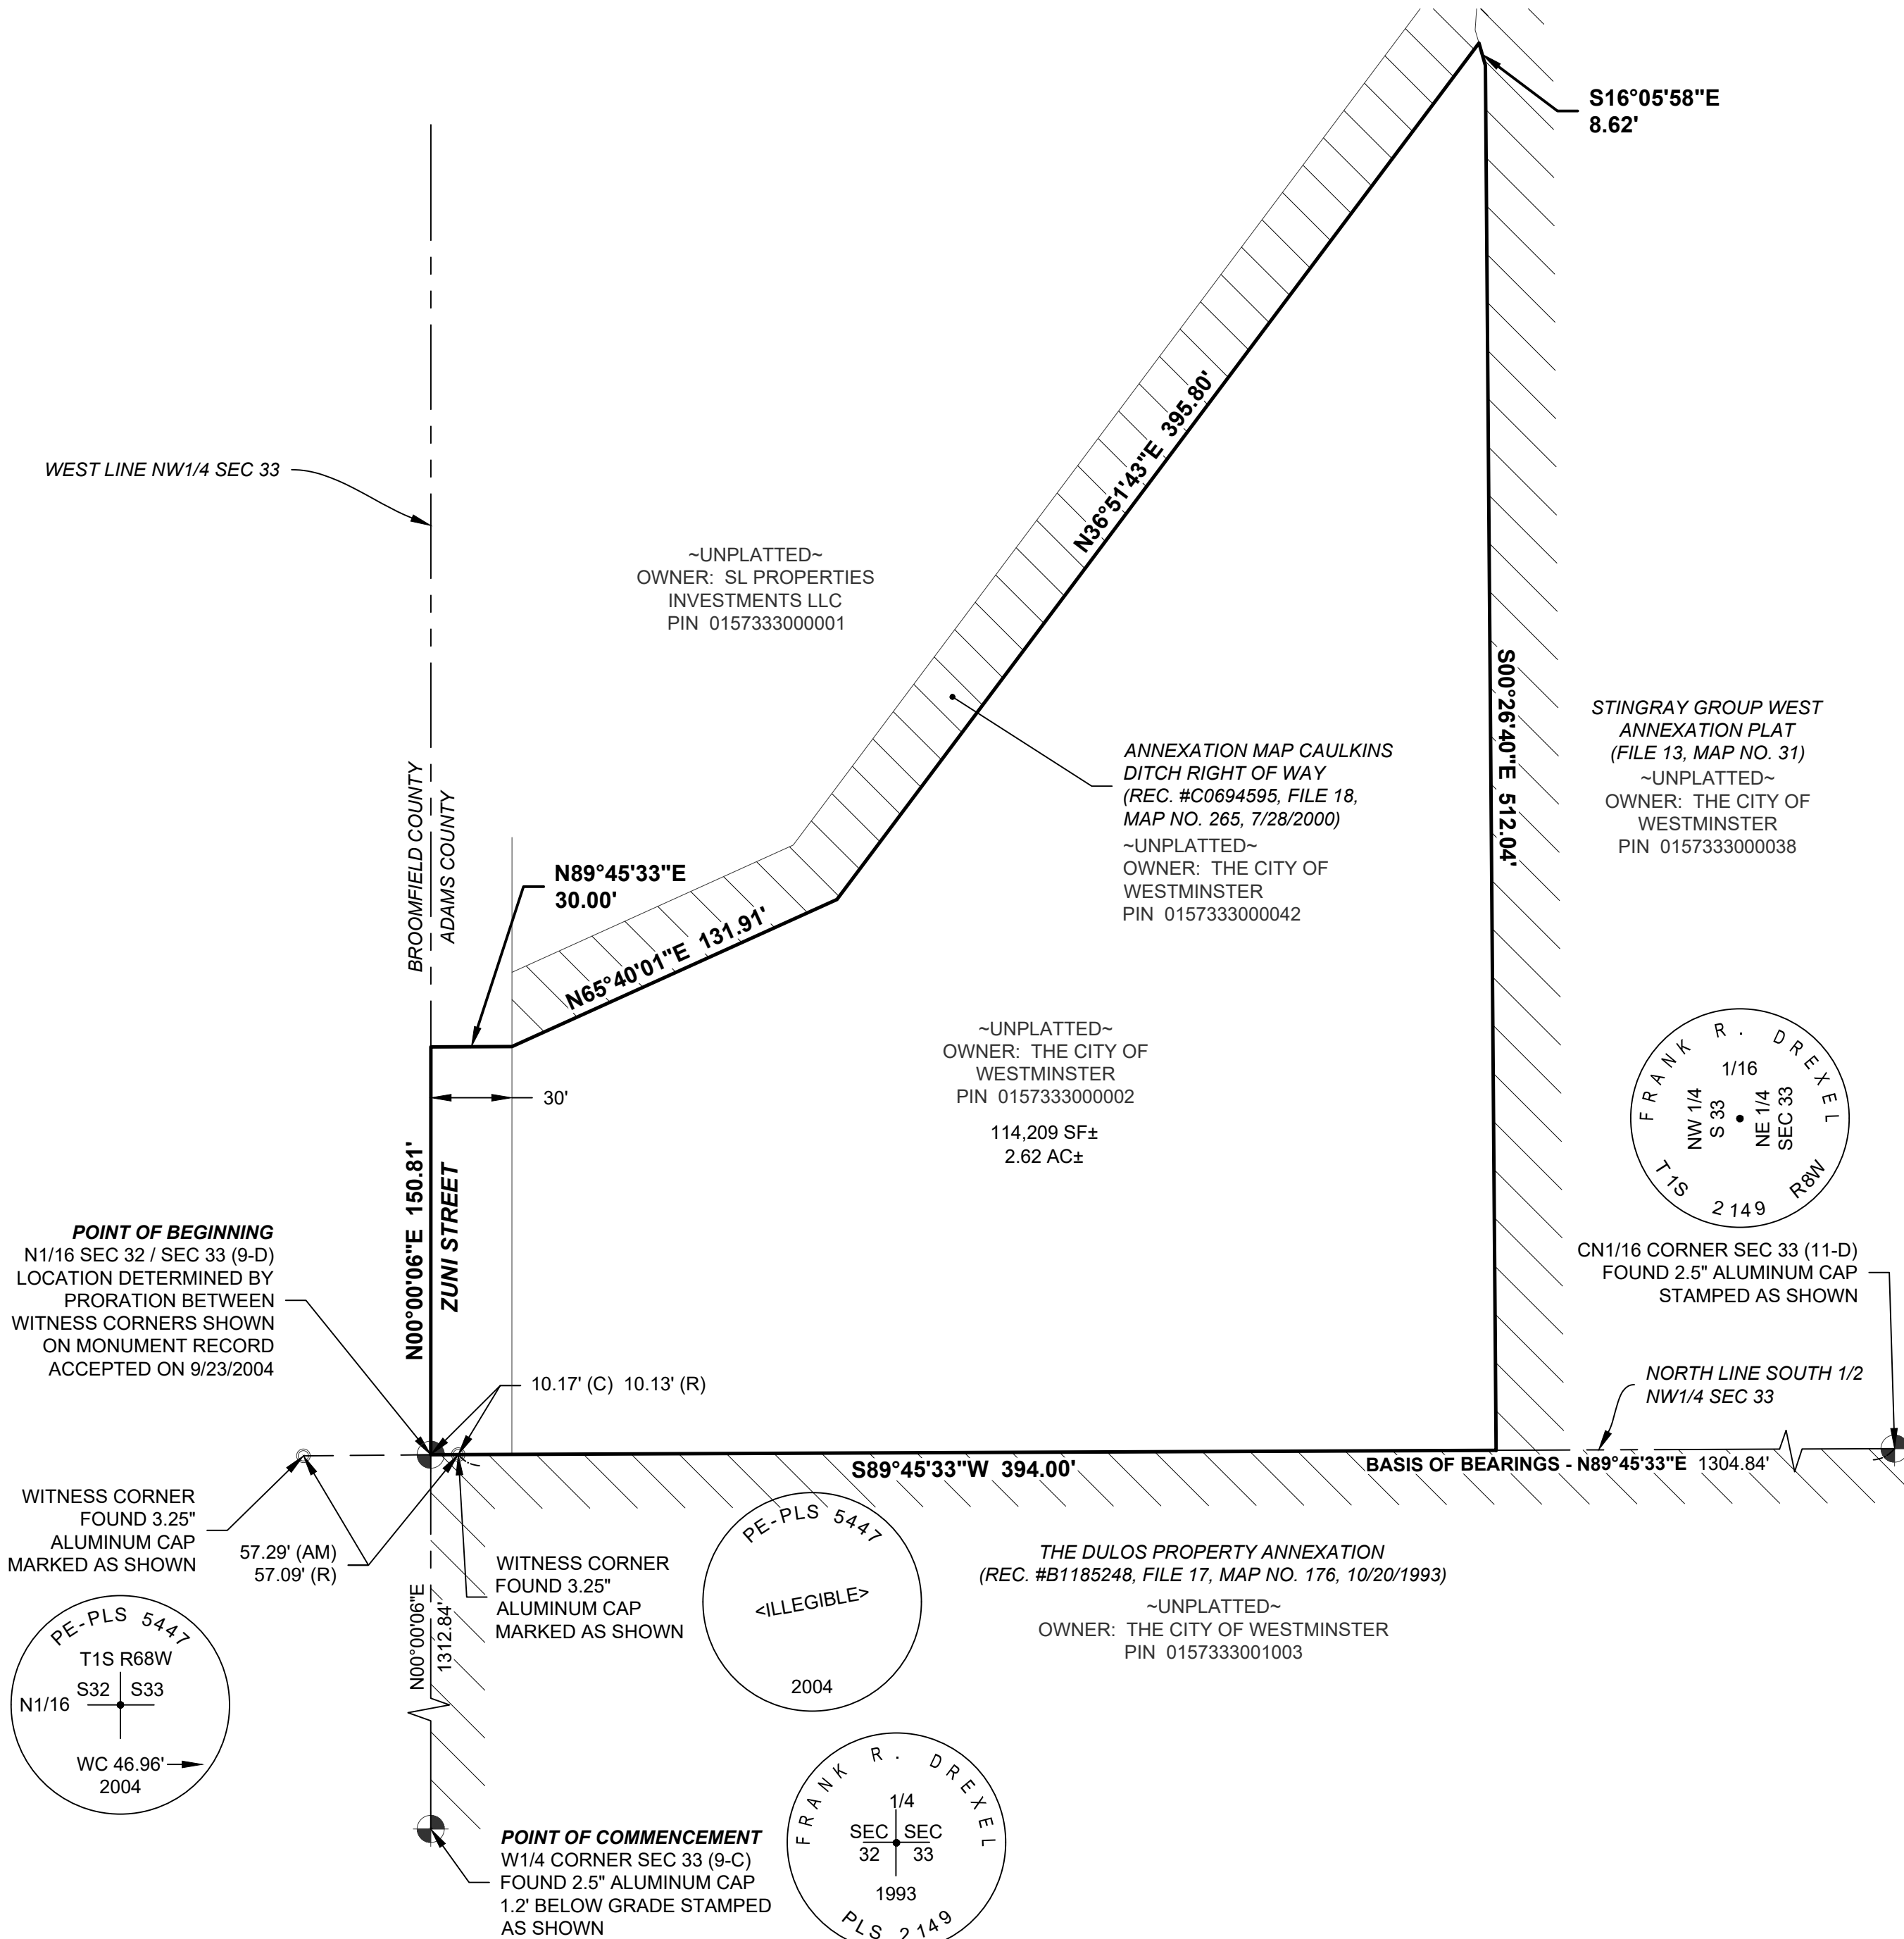 S16°05'58"E
8.62'
WEST LINE NW1/4 SEC 33
~UNPLATTED~
OWNER: SL PROPERTIES
INVESTMENTS LLC
PIN 0157333000001
N36°51'43"E 395.80'
S00°26'40"E 512.04'
STINGRAY GROUP WEST
ANNEXATION PLAT
(FILE 13, MAP NO. 31)
~UNPLATTED~
OWNER: THE CITY OF
WESTMINSTER
PIN 0157333000038
ANNEXATION MAP CAULKINS
DITCH RIGHT OF WAY
(REC. #C0694595, FILE 18,
MAP NO. 265, 7/28/2000)
~UNPLATTED~
OWNER: THE CITY OF
WESTMINSTER
PIN 0157333000042
BROOMFIELD COUNTY
ADAMS COUNTY
N89°45'33"E
30.00'
N65°40'01"E 131.91'
~UNPLATTED~
OWNER: THE CITY OF
WESTMINSTER
PIN 0157333000002
114,209 SF±
2.62 AC±
30'
N00°00'06"E 150.81'
ZUNI STREET
FRANK R. DREXEL
1/16
NW 1/4
S 33
NE 1/4
SEC 33
T1S 2149 R8W
POINT OF BEGINNING
N1/16 SEC 32 / SEC 33 (9-D)
LOCATION DETERMINED BY
PRORATION BETWEEN
WITNESS CORNERS SHOWN
ON MONUMENT RECORD
ACCEPTED ON 9/23/2004
CN1/16 CORNER SEC 33 (11-D)
FOUND 2.5" ALUMINUM CAP
STAMPED AS SHOWN
10.17' (C) 10.13' (R)
NORTH LINE SOUTH 1/2
NW1/4 SEC 33
S89°45'33"W 394.00'
BASIS OF BEARINGS - N89°45'33"E 1304.84'
WITNESS CORNER
FOUND 3.25"
ALUMINUM CAP
MARKED AS SHOWN
57.29' (AM)
57.09' (R)
N00°00'06"E
1312.84'
WITNESS CORNER
FOUND 3.25"
ALUMINUM CAP
MARKED AS SHOWN
PE-PLS 5447
<ILLEGIBLE>
2004
THE DULOS PROPERTY ANNEXATION
(REC. #B1185248, FILE 17, MAP NO. 176, 10/20/1993)
~UNPLATTED~
OWNER: THE CITY OF WESTMINSTER
PIN 0157333001003
PE-PLS 5447
T1S R68W
S32 S33
N1/16
WC 46.96'
2004
POINT OF COMMENCEMENT
W1/4 CORNER SEC 33 (9-C)
FOUND 2.5" ALUMINUM CAP
1.2' BELOW GRADE STAMPED
AS SHOWN
FRANK R. DREXEL
1/4
SEC SEC
32 33
1993
PLS 2149